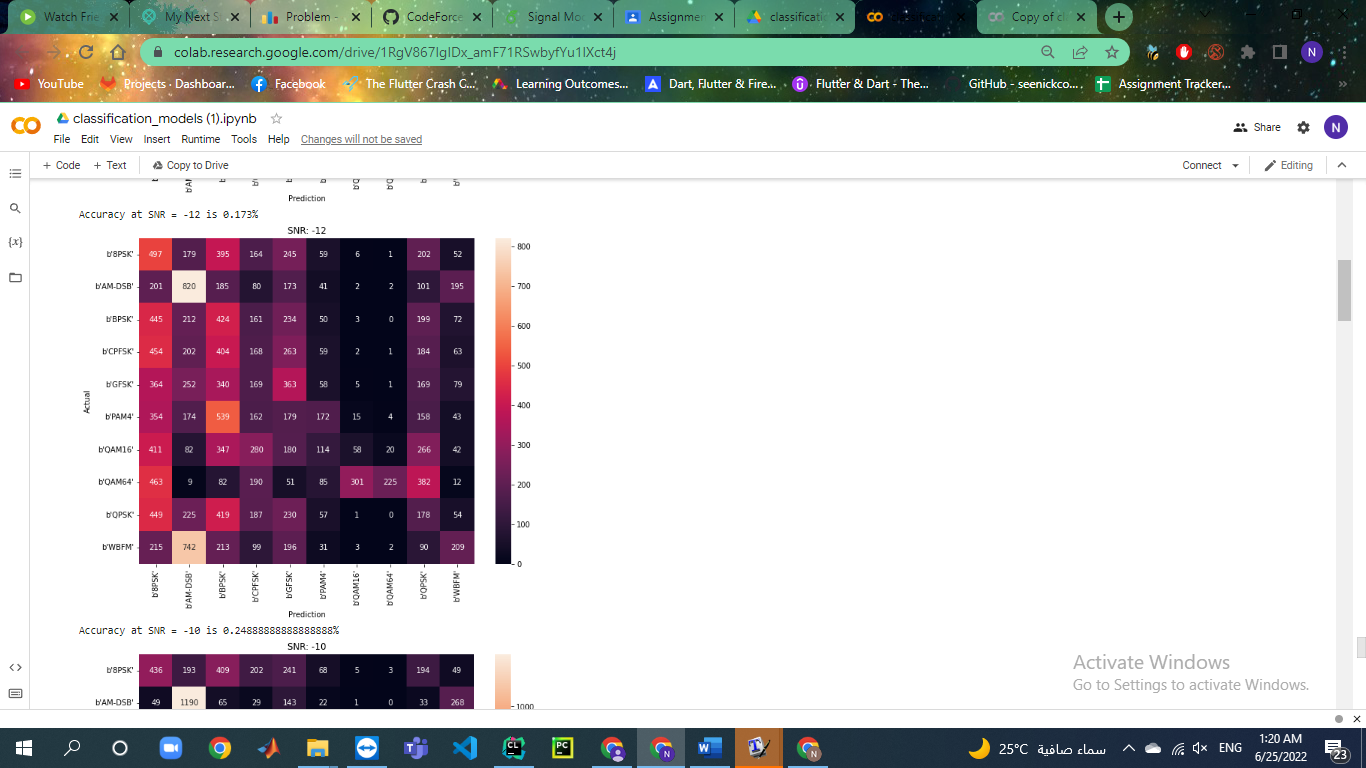 Watch Frie
My Next S
Problem -
CodeForce
Signal Mo
Assignmen
classificatio
Copy of cl
colab.research.google.com/drive/1RgV867IgIDx_amF71RSwbyfYu1lXct4j
N
YouTube
Projects · Dashboar...
Facebook
The Flutter Crash C...
Learning Outcomes...
Dart, Flutter & Fire...
Flutter & Dart - The...
GitHub - seenickco...
Assignment Tracker...
»
classification_models (1).ipynb
Share
N
File Edit View Insert Runtime Tools Help Changes will not be saved
+ Code + Text Copy to Drive
Connect
Editing
{x}
Prediction
Accuracy at SNR = -12 is 0.173%
SNR: -12
b'8PSK' 497 179 395 164 245 59 6 1 202 52
b'AM-DSB' 201 820 185 80 173 41 2 2 101 195
b'BPSK' 445 212 424 161 234 50 3 0 199 72
b'CPFSK' 454 202 404 168 263 59 2 1 184 63
b'GFSK' 364 252 340 169 363 58 5 1 169 79
b'PAM4' 354 174 539 162 179 172 15 4 158 43
b'QAM16' 411 82 347 280 180 114 58 20 266 42
b'QAM64' 463 9 82 190 51 85 301 225 382 12
b'QPSK' 449 225 419 187 230 57 1 0 178 54
b'WBFM' 215 742 213 99 196 31 3 2 90 209
Actual
800
700
600
500
400
300
200
100
0
b'8PSK' b'AM-DSB' b'BPSK' b'CPFSK' b'GFSK' b'PAM4' b'QAM16' b'QAM64' b'QPSK' b'WBFM'
Prediction
Accuracy at SNR = -10 is 0.24888888888888888%
SNR: -10
b'8PSK' 436 193 409 202 241 68 5 3 194 49
b'AM-DSB' 49 1190 65 29 143 22 1 0 33 268
1000
Activate Windows
Go to Settings to activate Windows.
25°C سماء صافية
ENG
1:20 AM
6/25/2022
23